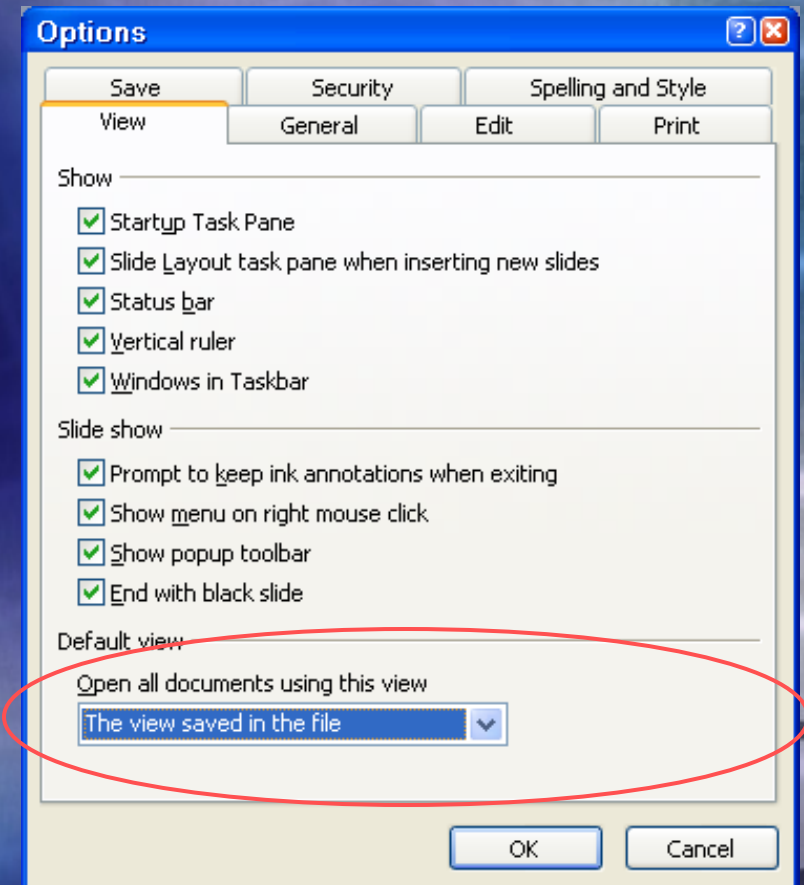 Options
Save Security Spelling and Style
View General Edit Print
Show
Startup Task Pane
Slide Layout task pane when inserting new slides
Status bar
Vertical ruler
Windows in Taskbar
Slide show
Prompt to keep ink annotations when exiting
Show menu on right mouse click
Show popup toolbar
End with black slide
Default view
Open all documents using this view
The view saved in the file
OK Cancel